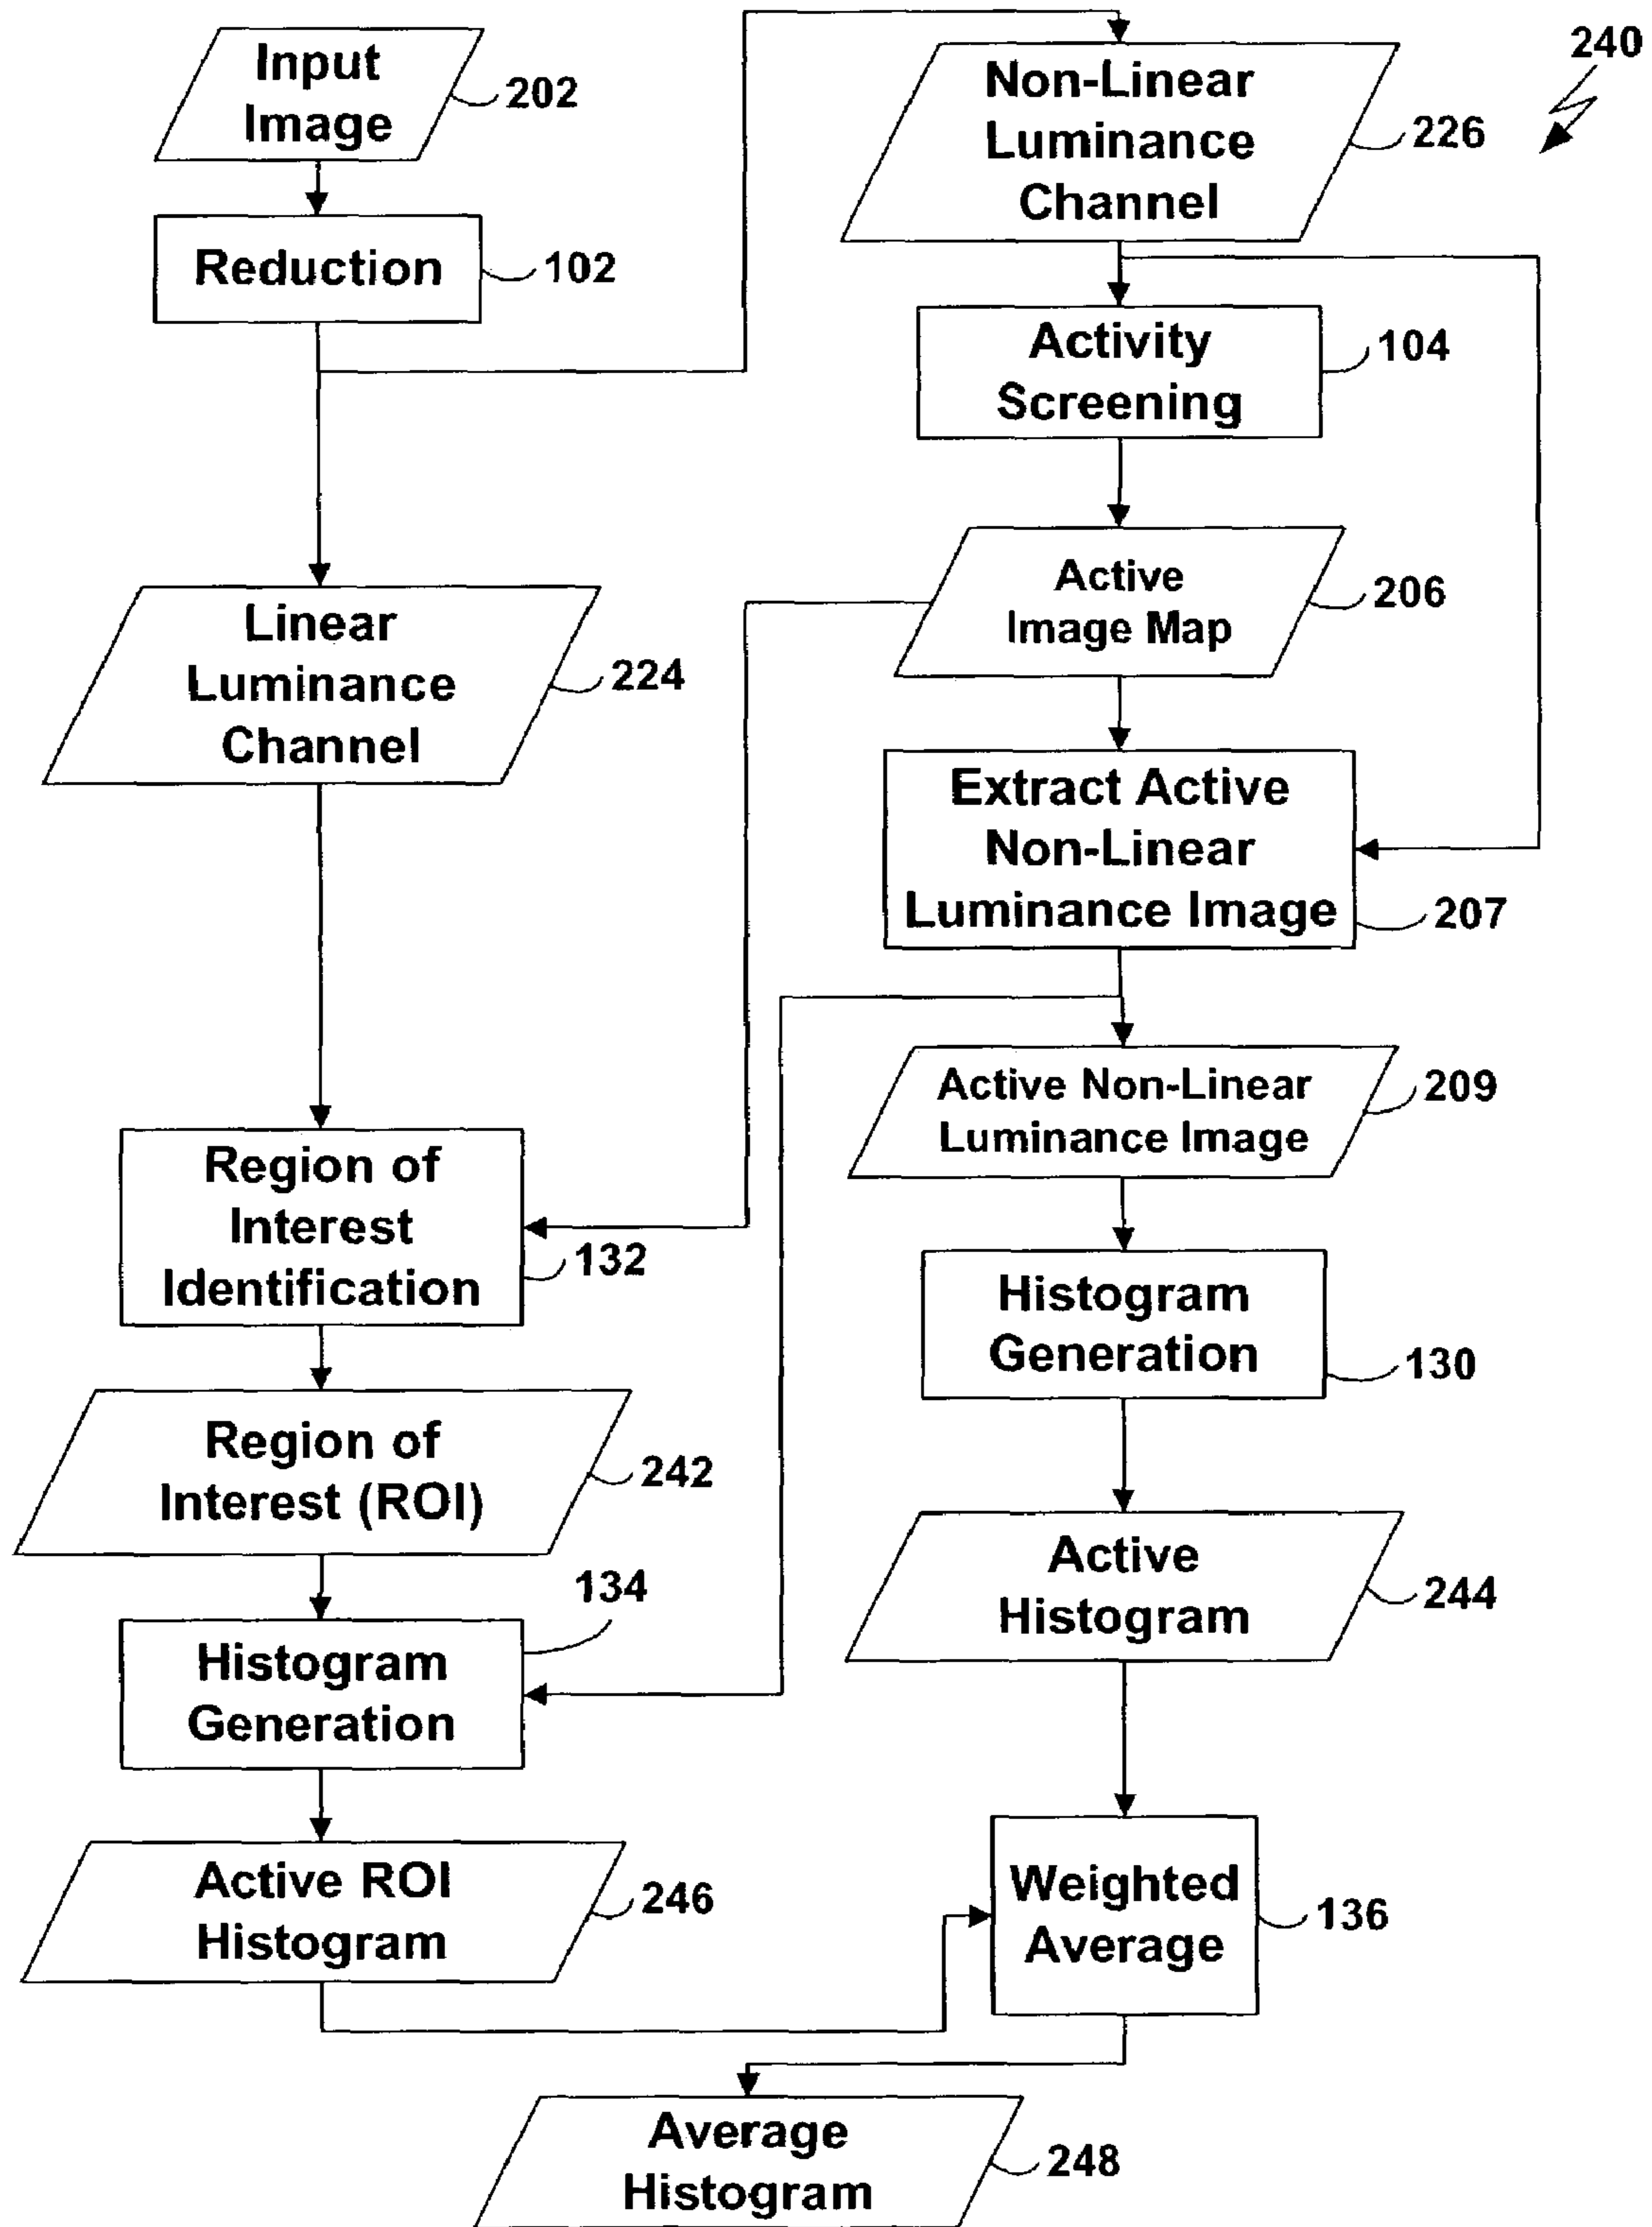 Input
Image
202
Reduction
102
Non-Linear
Luminance
Channel
226
240
Activity
Screening
104
Active
Image Map
206
Linear
Luminance
Channel
224
Extract Active
Non-Linear
Luminance Image
207
Active Non-Linear
Luminance Image
209
Region of
Interest
Identification
132
Histogram
Generation
130
Region of
Interest (ROI)
242
Active
Histogram
244
134
Histogram
Generation
Active ROI
Histogram
246
Weighted
Average
136
Average
Histogram
248